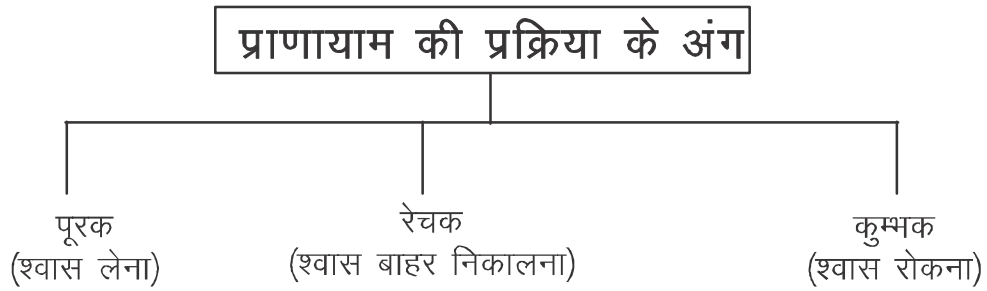 प्राणायाम की प्रक्रिया के अंग
पूरक
(श्वास लेना)
रेचक
(श्वास बाहर निकालना)
कुम्भक
(श्वास रोकना)